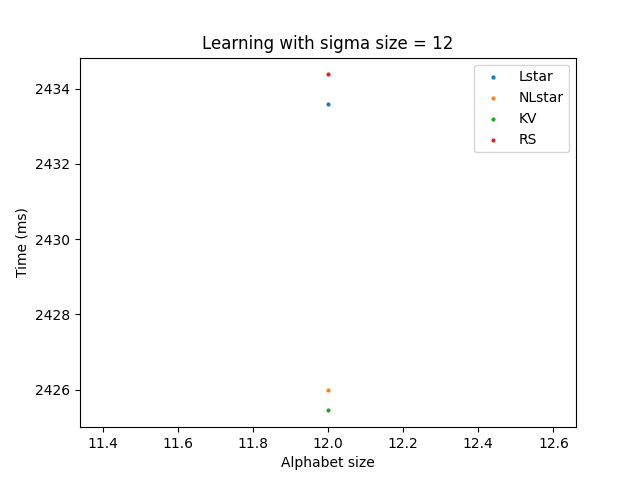 Learning with sigma size = 12
Lstar
NLstar
KV
RS
Time (ms)
2434
2432
2430
2428
2426
11.4 11.6 11.8 12.0 12.2 12.4 12.6
Alphabet size